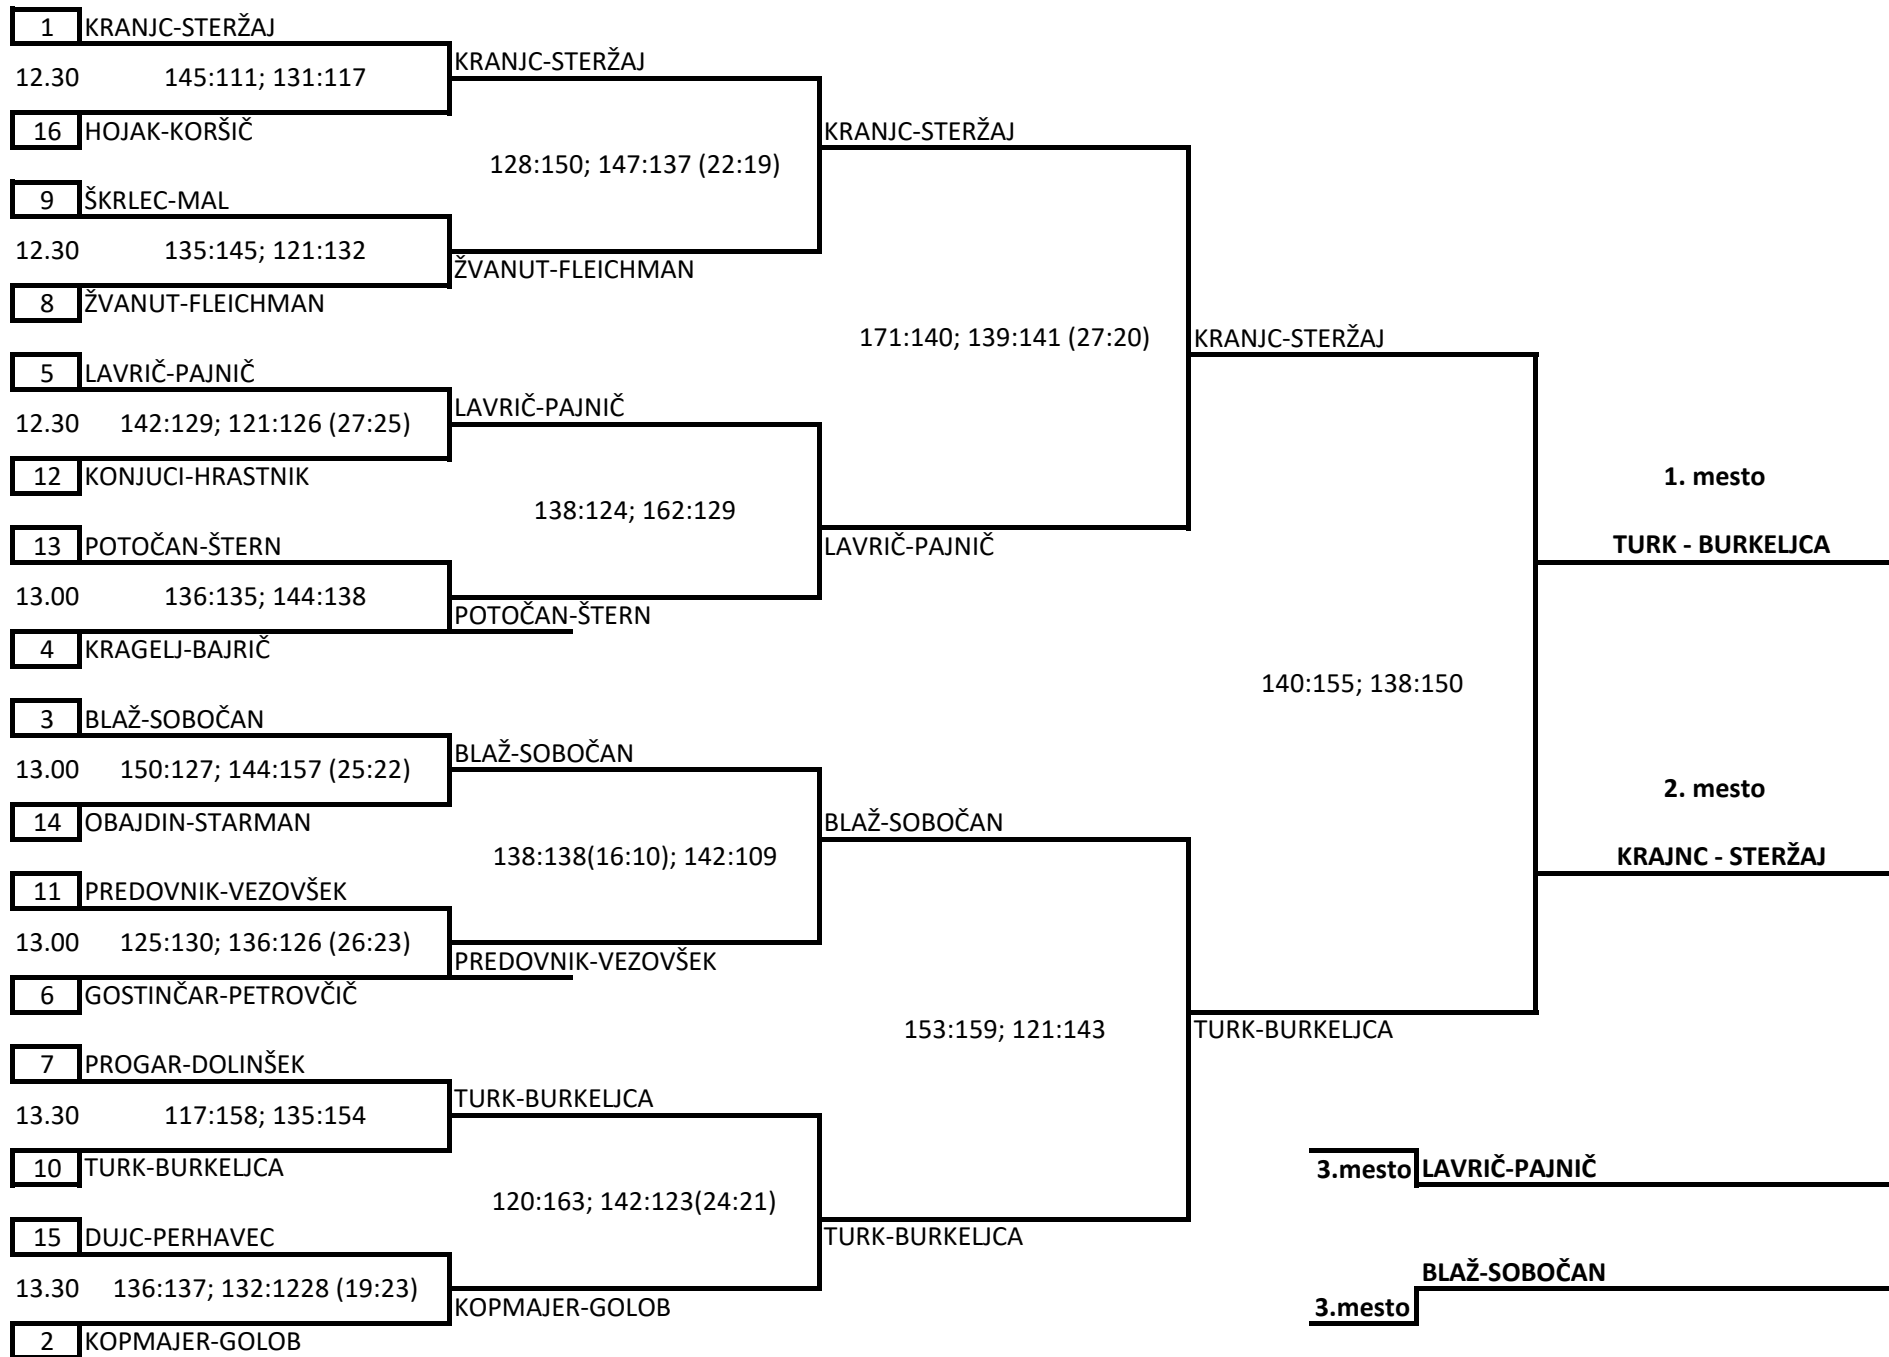 1 KRANJC-STERŽAJ
12.30 145:111; 131:117
16 HOJAK-KORŠIČ
9 ŠKRLEC-MAL
12.30 135:145; 121:132
8 ŽVANUT-FLEICHMAN
5 LAVRIČ-PAJNIČ
12.30 142:129; 121:126 (27:25)
12 KONJUCI-HRASTNIK
13 POTOČAN-ŠTERN
13.00 136:135; 144:138
4 KRAGELJ-BAJRIČ
3 BLAŽ-SOBOČAN
13.00 150:127; 144:157 (25:22)
14 OBAJDIN-STARMAN
11 PREDOVNIK-VEZOVŠEK
13.00 125:130; 136:126 (26:23)
6 GOSTINČAR-PETROVČIČ
7 PROGAR-DOLINŠEK
13.30 117:158; 135:154
10 TURK-BURKELJCA
15 DUJC-PERHAVEC
13.30 136:137; 132:1228 (19:23)
2 KOPMAJER-GOLOB
KRANJC-STERŽAJ
128:150; 147:137 (22:19)
ŽVANUT-FLEICHMAN
LAVRIČ-PAJNIČ
138:124; 162:129
POTOČAN-ŠTERN
BLAŽ-SOBOČAN
138:138(16:10); 142:109
PREDOVNIK-VEZOVŠEK
TURK-BURKELJCA
120:163; 142:123(24:21)
KOPMAJER-GOLOB
KRANJC-STERŽAJ
171:140; 139:141 (27:20)
LAVRIČ-PAJNIČ
BLAŽ-SOBOČAN
153:159; 121:143
TURK-BURKELJCA
KRANJC-STERŽAJ
140:155; 138:150
TURK-BURKELJCA
1. mesto
TURK - BURKELJCA
2. mesto
KRAJNC - STERŽAJ
3.mesto LAVRIČ-PAJNIČ
BLAŽ-SOBOČAN
3.mesto